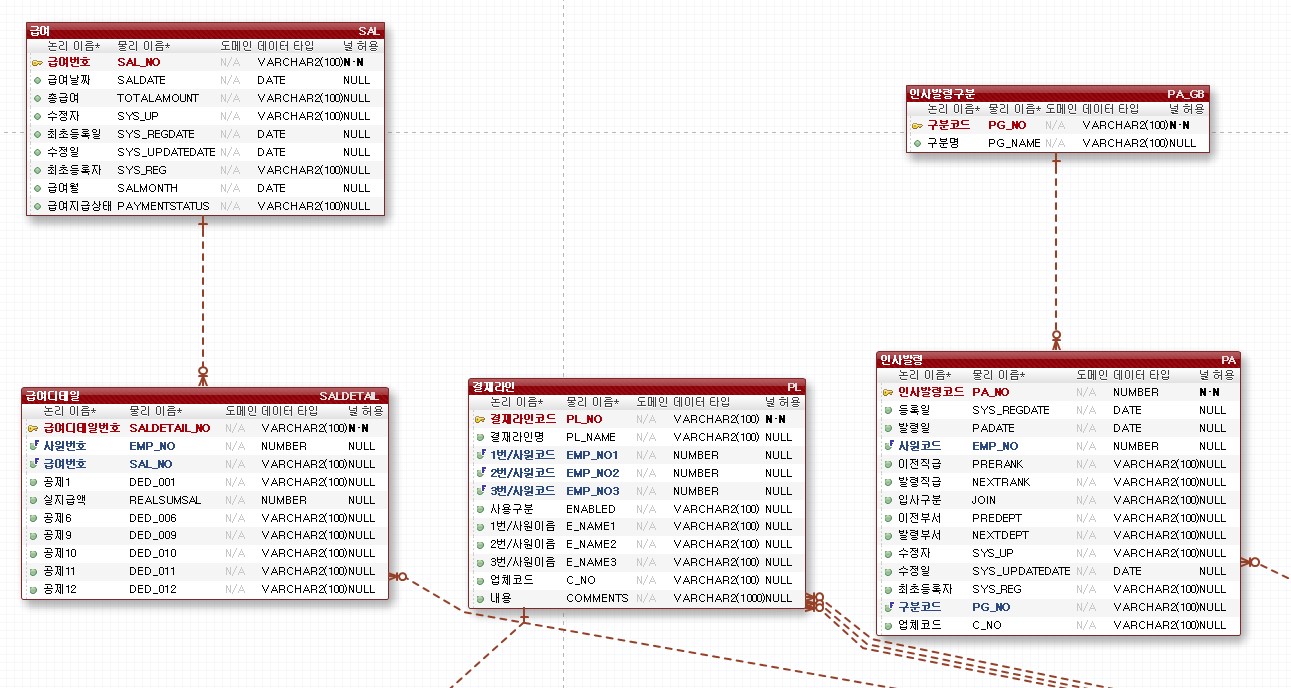 급여 SAL
논리 이름* 물리 이름* 도메인 데이터 타입 널 허용
급여번호 SAL_NO N/A VARCHAR2(100) N-N
급여날짜 SALDATE N/A DATE NULL
총급여 TOTALAMOUNT N/A VARCHAR2(100) NULL
수정자 SYS_UP N/A VARCHAR2(100) NULL
최초등록일 SYS_REGDATE N/A DATE NULL
수정일 SYS_UPDATEDATE N/A DATE NULL
최초등록자 SYS_REG N/A VARCHAR2(100) NULL
급여월 SALMONTH N/A DATE NULL
급여지급상태 PAYMENTSTATUS N/A VARCHAR2(100) NULL
인사발령구분 PA_GB
논리 이름* 물리 이름* 도메인 데이터 타입 널 허용
구분코드 PG_NO N/A VARCHAR2(100) N-N
구분명 PG_NAME N/A VARCHAR2(100) NULL
급여디테일 SALDETAIL
논리 이름* 물리 이름* 도메인 데이터 타입 널 허용
급여디테일번호 SALDETAIL_NO N/A VARCHAR2(100) N-N
사원번호 EMP_NO N/A NUMBER NULL
급여번호 SAL_NO N/A VARCHAR2(100) NULL
공제1 DED_001 N/A VARCHAR2(100) NULL
실지급액 REALSUMSAL N/A NUMBER NULL
공제6 DED_006 N/A VARCHAR2(100) NULL
공제9 DED_009 N/A VARCHAR2(100) NULL
공제10 DED_010 N/A VARCHAR2(100) NULL
공제11 DED_011 N/A VARCHAR2(100) NULL
공제12 DED_012 N/A VARCHAR2(100) NULL
결재라인 PL
논리 이름* 물리 이름* 도메인 데이터 타입 널 허용
결재라인코드 PL_NO N/A VARCHAR2(100) N-N
결재라인명 PL_NAME N/A VARCHAR2(100) NULL
1번/사원코드 EMP_NO1 N/A NUMBER NULL
2번/사원코드 EMP_NO2 N/A NUMBER NULL
3번/사원코드 EMP_NO3 N/A NUMBER NULL
사용구분 ENABLED N/A VARCHAR2(100) NULL
1번/사원이름 E_NAME1 N/A VARCHAR2(100) NULL
2번/사원이름 E_NAME2 N/A VARCHAR2(100) NULL
3번/사원이름 E_NAME3 N/A VARCHAR2(100) NULL
업체코드 C_NO N/A VARCHAR2(100) NULL
내용 COMMENTS N/A VARCHAR2(1000) NULL
인사발령 PA
논리 이름* 물리 이름* 도메인 데이터 타입 널 허용
인사발령코드 PA_NO N/A NUMBER N-N
등록일 SYS_REGDATE N/A DATE NULL
발령일 PADATE N/A DATE NULL
사원코드 EMP_NO N/A NUMBER NULL
이전직급 PRERANK N/A VARCHAR2(100) NULL
발령직급 NEXTRANK N/A VARCHAR2(100) NULL
입사구분 JOIN N/A VARCHAR2(100) NULL
이전부서 PREDEPT N/A VARCHAR2(100) NULL
발령부서 NEXTDEPT N/A VARCHAR2(100) NULL
수정자 SYS_UP N/A VARCHAR2(100) NULL
수정일 SYS_UPDATEDATE N/A DATE NULL
최초등록자 SYS_REG N/A VARCHAR2(100) NULL
구분코드 PG_NO N/A VARCHAR2(100) NULL
업체코드 C_NO N/A VARCHAR2(100) NULL